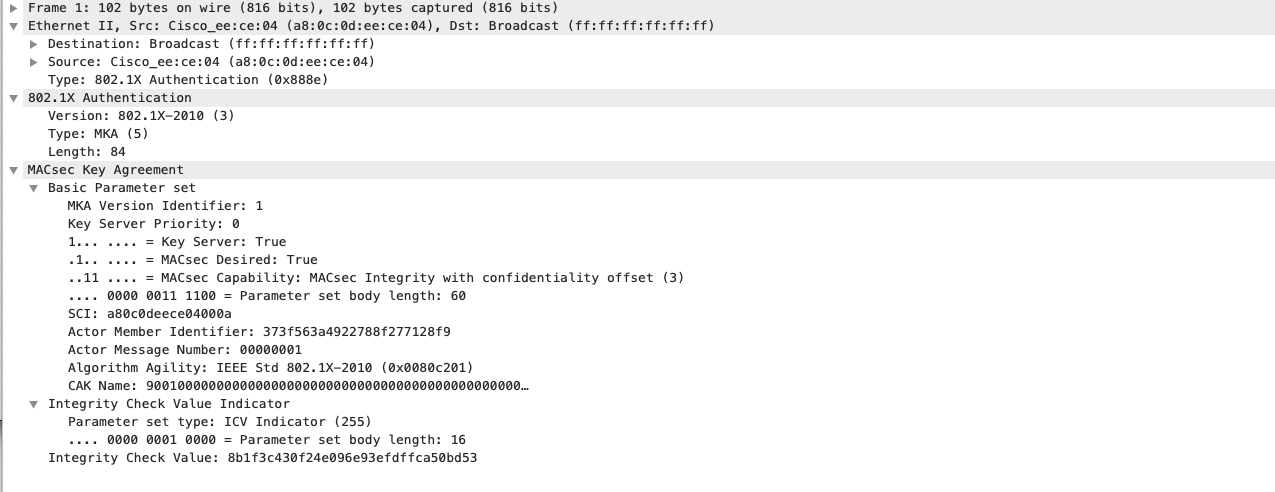 Frame 1: 102 bytes on wire (816 bits), 102 bytes captured (816 bits)
Ethernet II, Src: Cisco_ee:ce:04 (a8:0c:0d:ee:ce:04), Dst: Broadcast (ff:ff:ff:ff:ff:ff)
Destination: Broadcast (ff:ff:ff:ff:ff:ff)
Source: Cisco_ee:ce:04 (a8:0c:0d:ee:ce:04)
Type: 802.1X Authentication (0x888e)
802.1X Authentication
Version: 802.1X-2010 (3)
Type: MKA (5)
Length: 84
MACsec Key Agreement
Basic Parameter set
MKA Version Identifier: 1
Key Server Priority: 0
1... .... = Key Server: True
.1.. .... = MACsec Desired: True
..11 .... = MACsec Capability: MACsec Integrity with confidentiality offset (3)
.... 0000 0011 1100 = Parameter set body length: 60
SCI: a80c0deece04000a
Actor Member Identifier: 373f563a4922788f277128f9
Actor Message Number: 00000001
Algorithm Agility: IEEE Std 802.1X-2010 (0x0080c201)
CAK Name: 900100000000000000000000000000000000000000000000…
Integrity Check Value Indicator
Parameter set type: ICV Indicator (255)
.... 0000 0001 0000 = Parameter set body length: 16
Integrity Check Value: 8b1f3c430f24e096e93efdffca50bd53